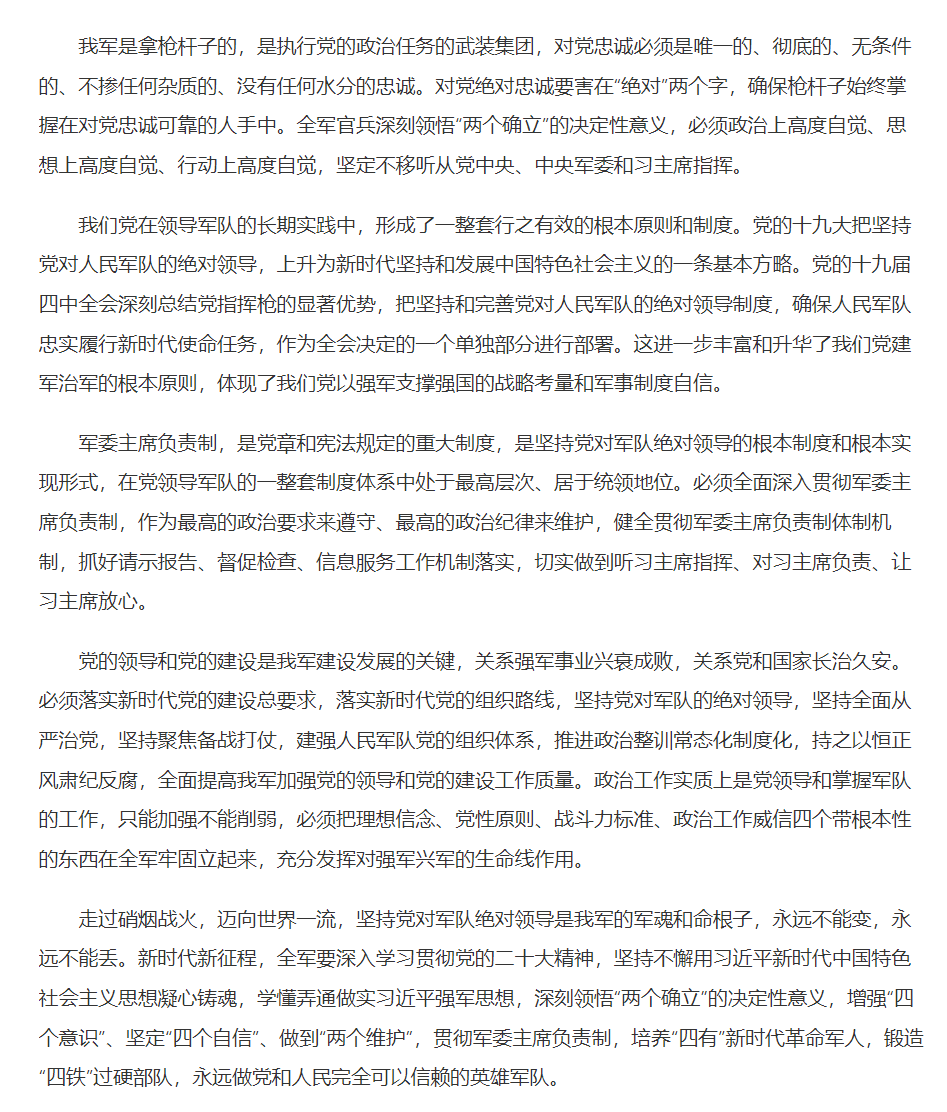 我军是拿枪杆子的，是执行党的政治任务的武装集团，对党忠诚必须是唯一的、彻底的、无条件
的、不掺任何杂质的、没有任何水分的忠诚。对党绝对忠诚要害在“绝对”两个字，确保枪杆子始终掌
握在对党忠诚可靠的人手中。全军官兵深刻领悟“两个确立”的决定性意义，必须政治上高度自觉、思
想上高度自觉、行动上高度自觉，坚定不移听从党中央、中央军委和习主席指挥。
我们党在领导军队的长期实践中，形成了一整套行之有效的根本原则和制度。党的十九大把坚持
党对人民军队的绝对领导，上升为新时代坚持和发展中国特色社会主义的一条基本方略。党的十九届
四中全会深刻总结党指挥枪的显著优势，把坚持和完善党对人民军队的绝对领导制度，确保人民军队
忠实履行新时代使命任务，作为全会决定的一个单独部分进行部署。这进一步丰富和升华了我们党建
军治军的根本原则，体现了我们党以强军支撑强国的战略考量和军事制度自信。
军委主席负责制，是党章和宪法规定的重大制度，是坚持党对军队绝对领导的根本制度和根本实
现形式，在党领导军队的一整套制度体系中处于最高层次、居于统领地位。必须全面深入贯彻军委主
席负责制，作为最高的政治要求来遵守、最高的政治纪律来维护，健全贯彻军委主席负责制体制机
制，抓好请示报告、督促检查、信息服务工作机制落实，切实做到听习主席指挥、对习主席负责、让
习主席放心。
党的领导和党的建设是我军建设发展的关键，关系强军事业兴衰成败，关系党和国家长治久安。
必须落实新时代党的建设总要求，落实新时代党的组织路线，坚持党对军队的绝对领导，坚持全面从
严治党，坚持聚焦备战打仗，建强人民军队党的组织体系，推进政治整训常态化制度化，持之以恒正
风肃纪反腐，全面提高我军加强党的领导和党的建设工作质量。政治工作实质上是党领导和掌握军队
的工作，只能加强不能削弱，必须把理想信念、党性原则、战斗力标准、政治工作威信四个带根本性
的东西在全军牢固立起来，充分发挥对强军兴军的生命线作用。
走过硝烟战火，迈向世界一流，坚持党对军队绝对领导是我军的军魂和命根子，永远不能变，永
远不能丢。新时代新征程，全军要深入学习贯彻党的二十大精神，坚持不懈用习近平新时代中国特色
社会主义思想凝心铸魂，学懂弄通做实习近平强军思想，深刻领悟“两个确立”的决定性意义，增强“四
个意识”、坚定“四个自信”、做到“两个维护”，贯彻军委主席负责制，培养“四有”新时代革命军人，锻造
“四铁”过硬部队，永远做党和人民完全可以信赖的英雄军队。